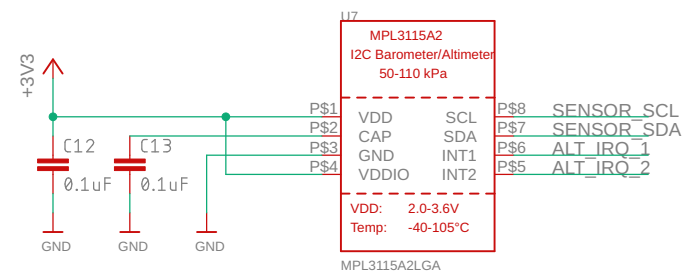 U7
MPL3115A2
I2C Barometer/Altimeter
50-110 kPa
+3V3
P$1 VDD SCL P$8 SENSOR_SCL
P$2 CAP SDA P$7 SENSOR_SDA
P$3 GND INT1 P$6 ALT_IRQ_1
P$4 VDDIO INT2 P$5 ALT_IRQ_2
C12 C13
0.1uF 0.1uF
VDD: 2.0-3.6V
Temp: -40-105°C
GND GND GND
MPL3115A2LGA